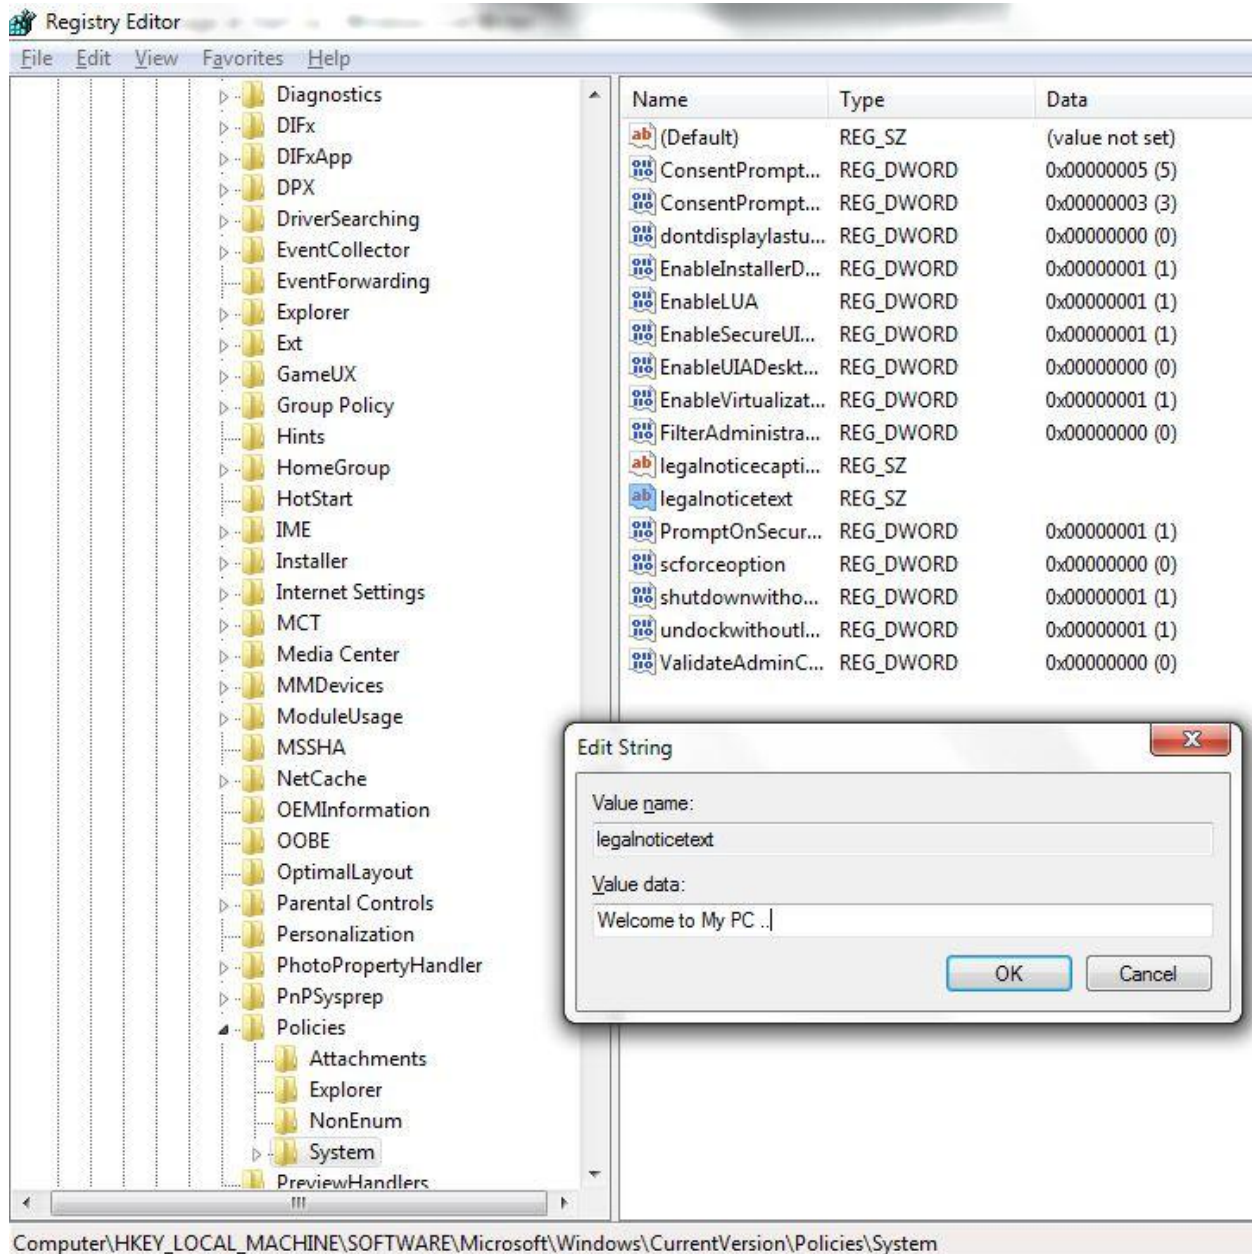 Registry Editor
File Edit View Favorites Help
Diagnostics
DIFx
DIFxApp
DPX
DriverSearching
EventCollector
EventForwarding
Explorer
Ext
GameUX
Group Policy
Hints
HomeGroup
HotStart
IME
Installer
Internet Settings
MCT
Media Center
MMDevices
ModuleUsage
MSSHA
NetCache
OEMInformation
OOBE
OptimalLayout
Parental Controls
Personalization
PhotoPropertyHandler
PnPSysprep
Policies
Attachments
Explorer
NonEnum
System
PreviewHandlers
Name Type Data
(Default) REG_SZ (value not set)
ConsentPrompt... REG_DWORD 0x00000005 (5)
ConsentPrompt... REG_DWORD 0x00000003 (3)
dontdisplaylastu... REG_DWORD 0x00000000 (0)
EnableInstallerD... REG_DWORD 0x00000001 (1)
EnableLUA REG_DWORD 0x00000001 (1)
EnableSecureUI... REG_DWORD 0x00000001 (1)
EnableUIADeskt... REG_DWORD 0x00000000 (0)
EnableVirtualizat... REG_DWORD 0x00000001 (1)
FilterAdministra... REG_DWORD 0x00000000 (0)
legalnoticecapti... REG_SZ
legalnoticetext REG_SZ
PromptOnSecur... REG_DWORD 0x00000001 (1)
scforceoption REG_DWORD 0x00000000 (0)
shutdownwitho... REG_DWORD 0x00000001 (1)
undockwithoutl... REG_DWORD 0x00000001 (1)
ValidateAdminC... REG_DWORD 0x00000000 (0)
Edit String
Value name:
legalnoticetext
Value data:
Welcome to My PC ..
OK Cancel
Computer\HKEY_LOCAL_MACHINE\SOFTWARE\Microsoft\Windows\CurrentVersion\Policies\System